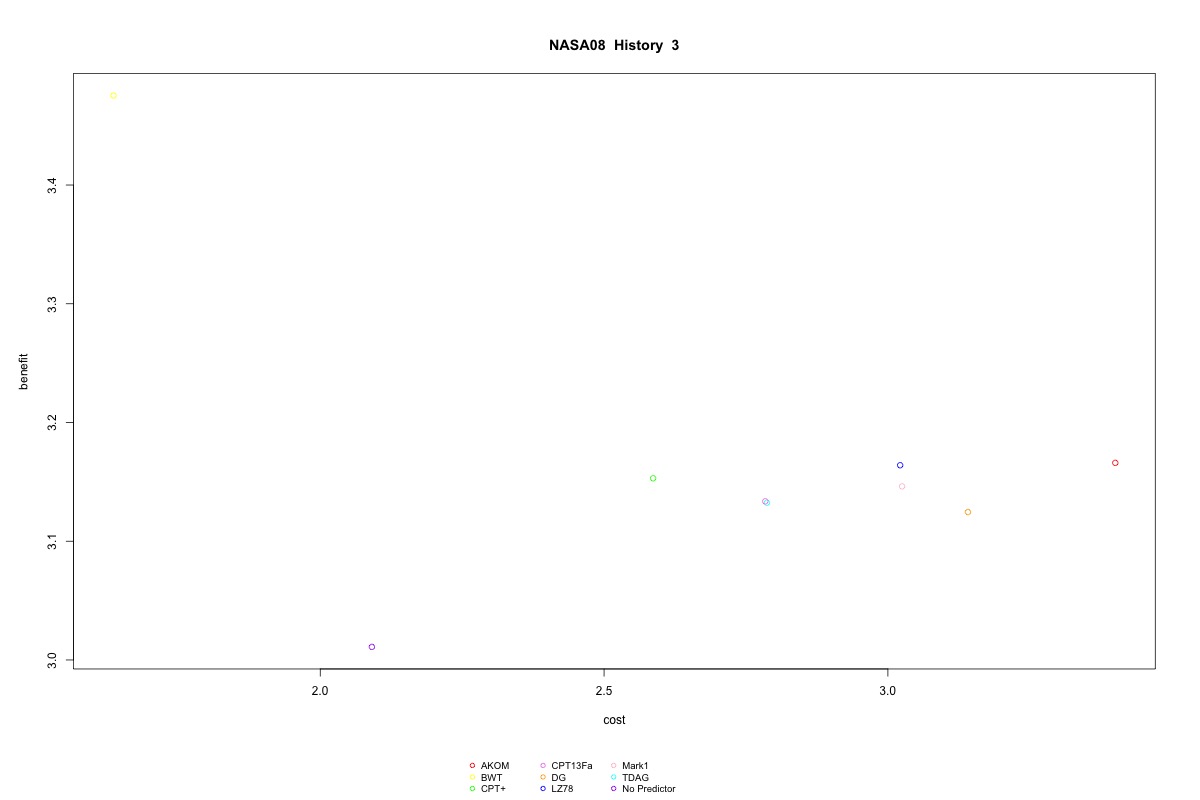 NASA08 History 3
benefit
3.4
3.3
3.2
3.1
3.0
2.0 2.5 3.0
cost
AKOM CPT13Fa Mark1
BWT DG TDAG
CPT+ LZ78 No Predictor